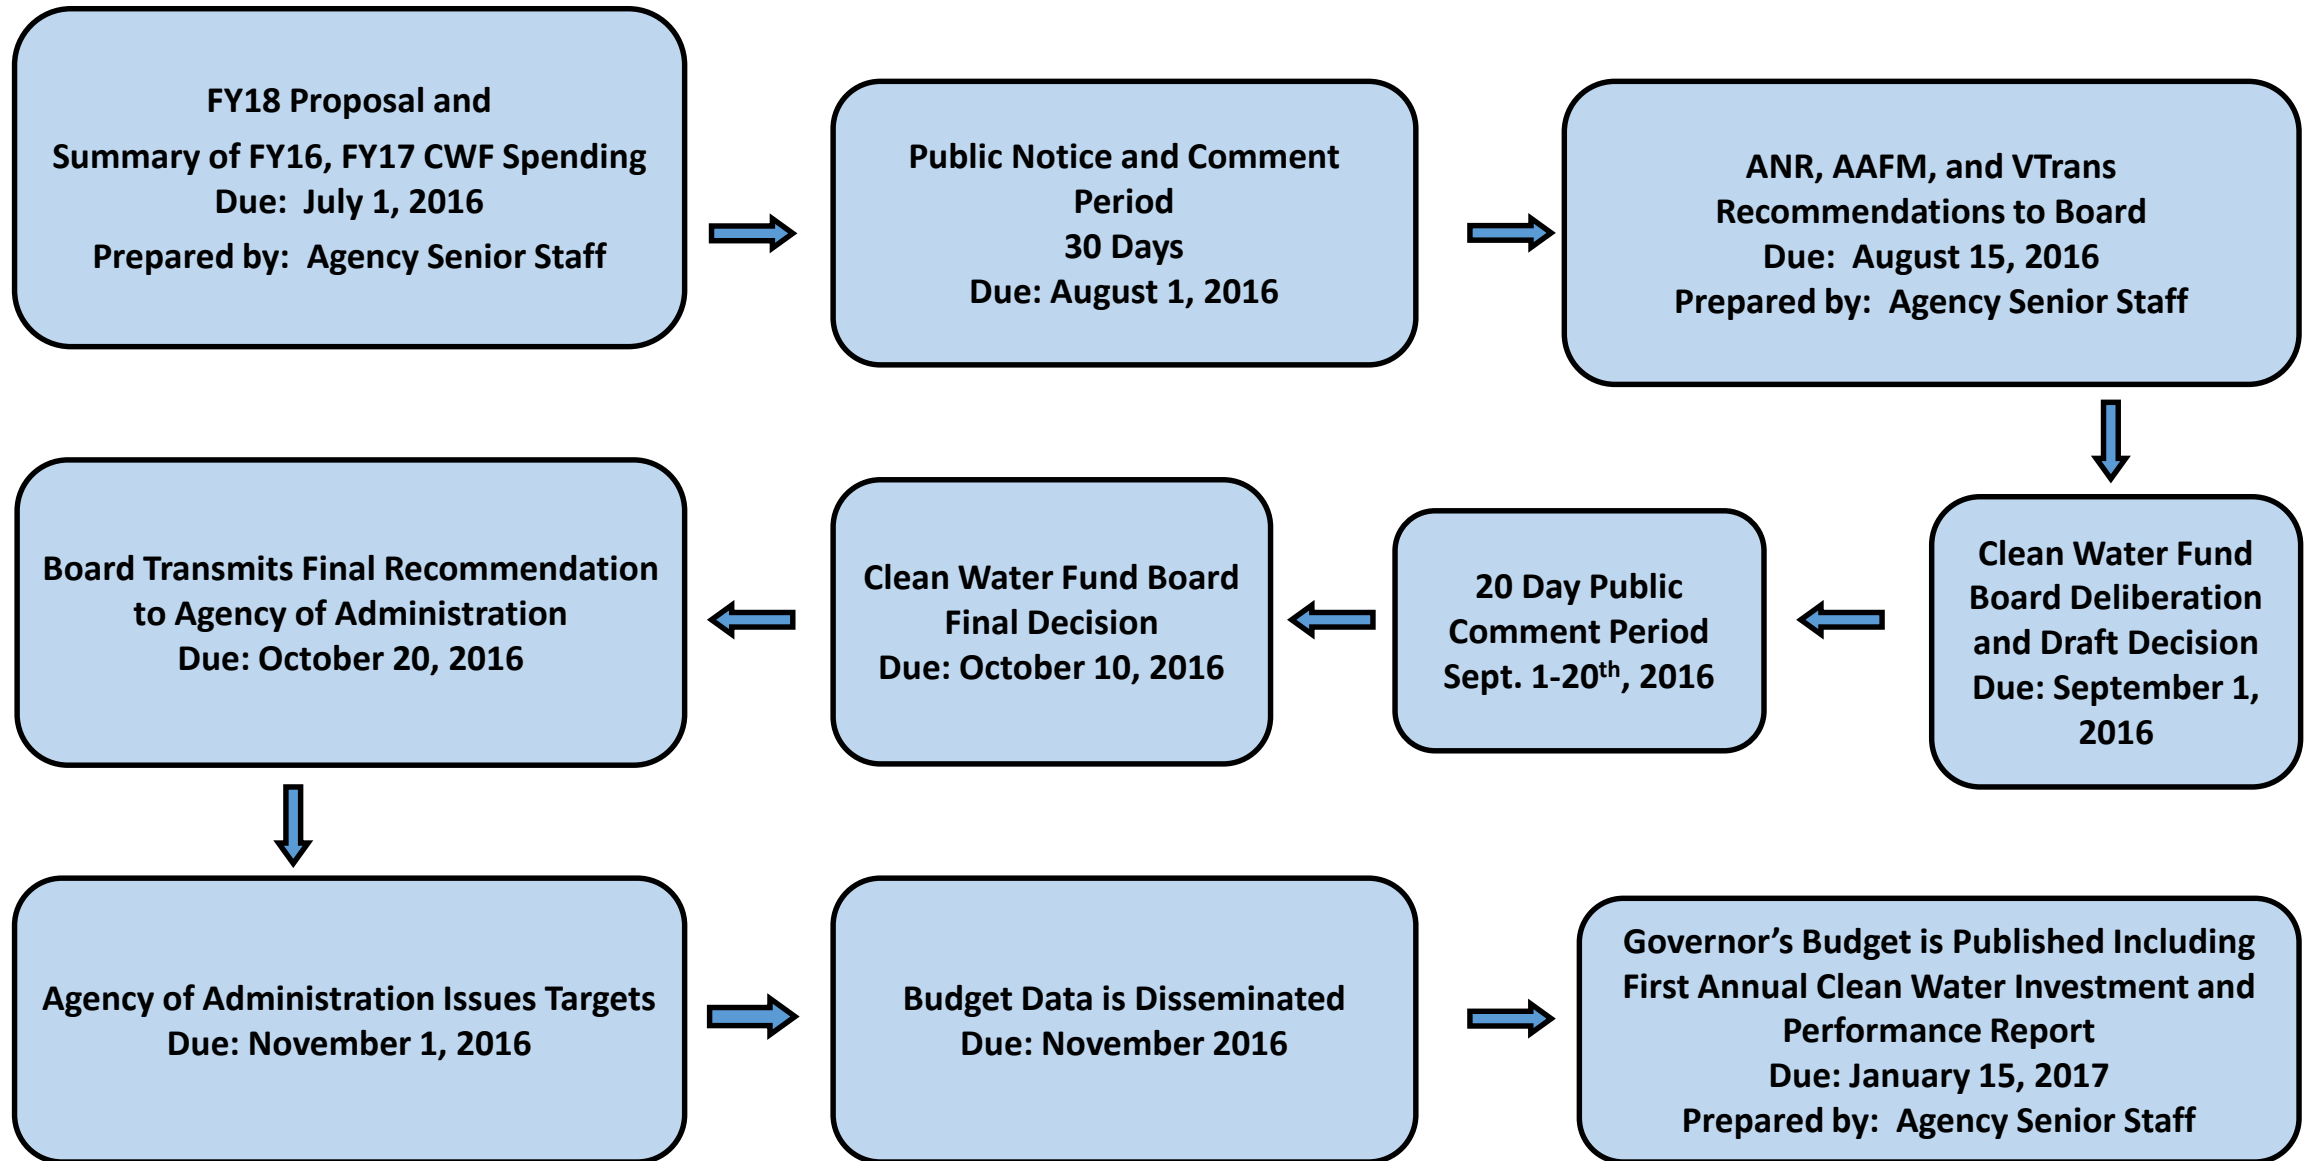 FY18 Proposal and
Summary of FY16, FY17 CWF Spending
Due:  July 1, 2016
Prepared by:  Agency Senior Staff
Public Notice and Comment
Period
30 Days
Due: August 1, 2016
ANR, AAFM, and VTrans
Recommendations to Board
Due:  August 15, 2016
Prepared by:  Agency Senior Staff
Clean Water Fund
Board Deliberation
and Draft Decision
Due: September 1,
2016
20 Day Public
Comment Period
Sept. 1-20th, 2016
Clean Water Fund Board
Final Decision
Due: October 10, 2016
Board Transmits Final Recommendation
to Agency of Administration
Due: October 20, 2016
Agency of Administration Issues Targets
Due: November 1, 2016
Budget Data is Disseminated
Due: November 2016
Governor’s Budget is Published Including
First Annual Clean Water Investment and
Performance Report
Due: January 15, 2017
Prepared by:  Agency Senior Staff